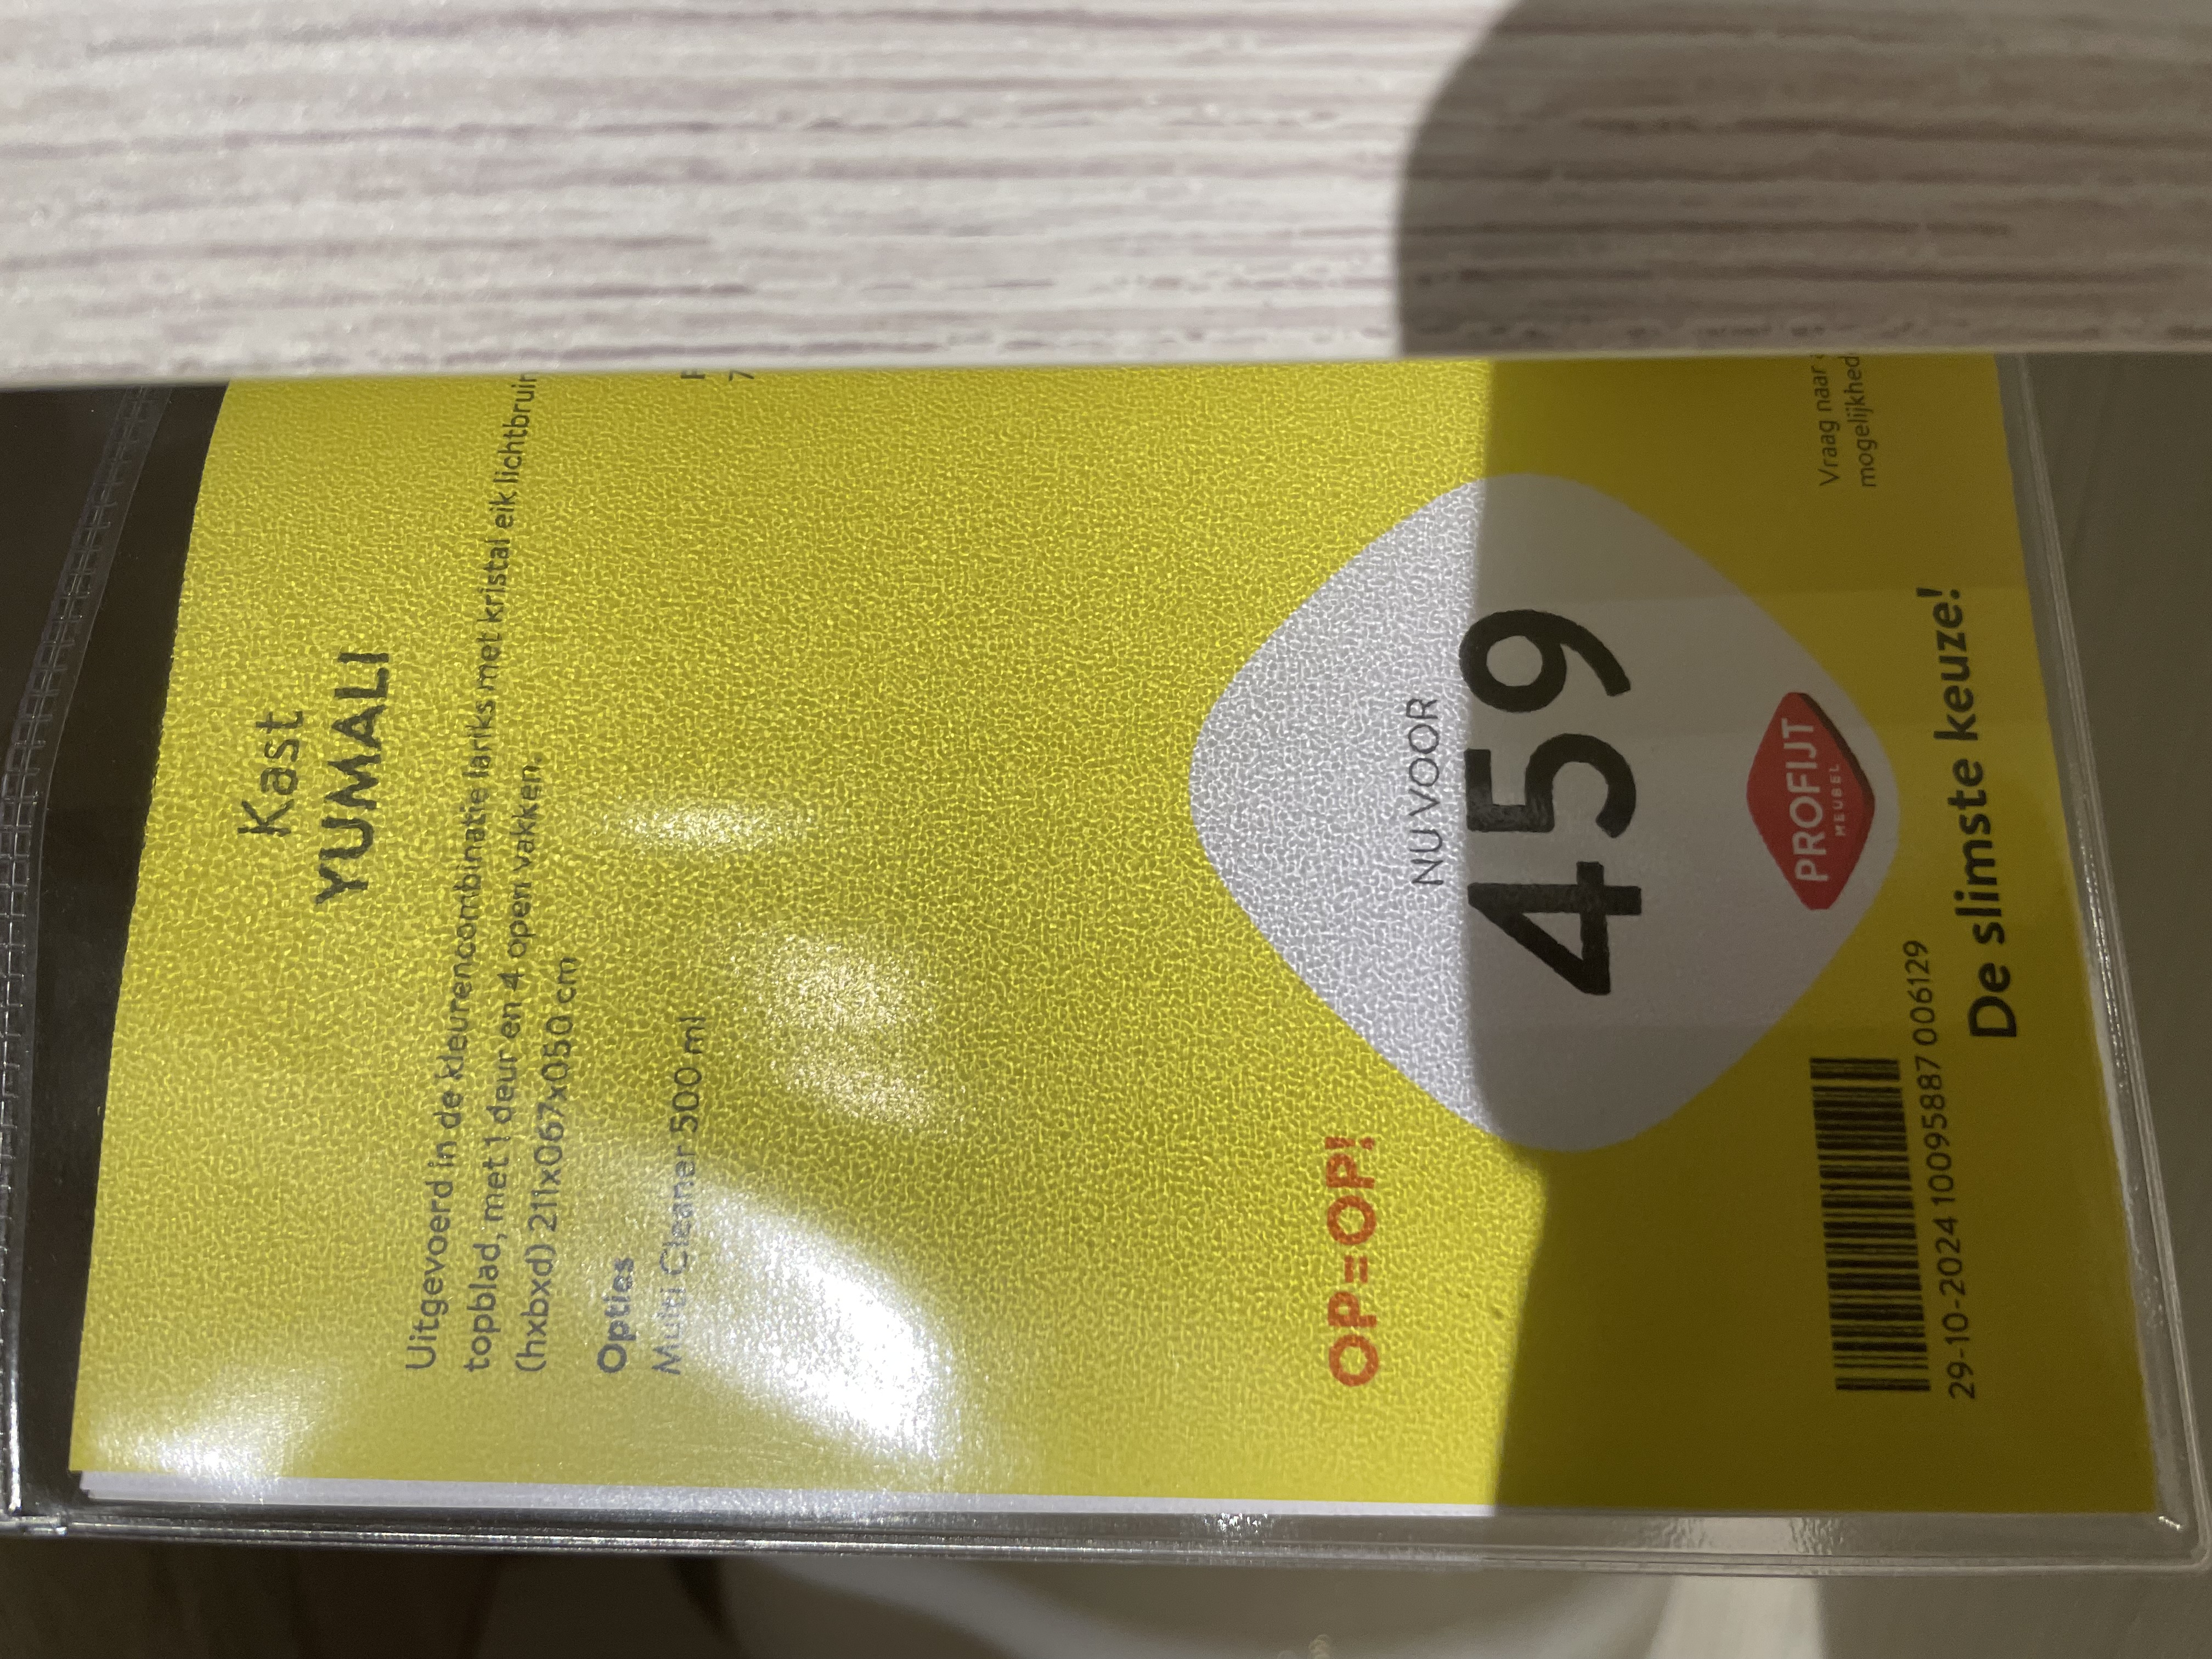 Kast
YUMALI
Uitgevoerd in de kleurencombinatie lariks met kristal eik lichtbruin
topblad, met 1 deur en 4 open vakken.
(hxbxd) 211x067x050 cm
Opties
Multi Cleaner 500 ml
7
OP=OP!
NU VOOR
459
PROFIJT
MEUBEL
Vraag naar
mogelijkhed
29-10-2024 10095887 006129
De slimste keuze!